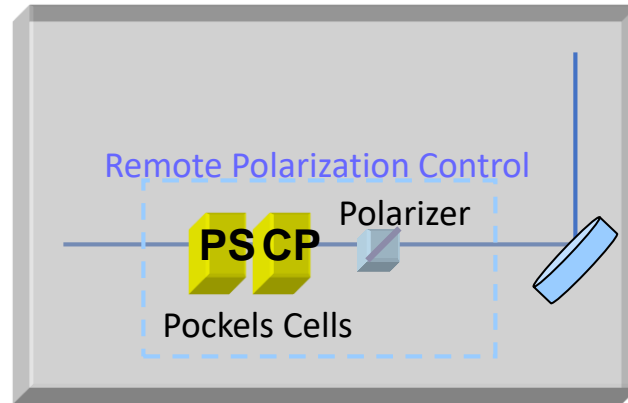 Remote Polarization Control
Polarizer
PS CP
Pockels Cells